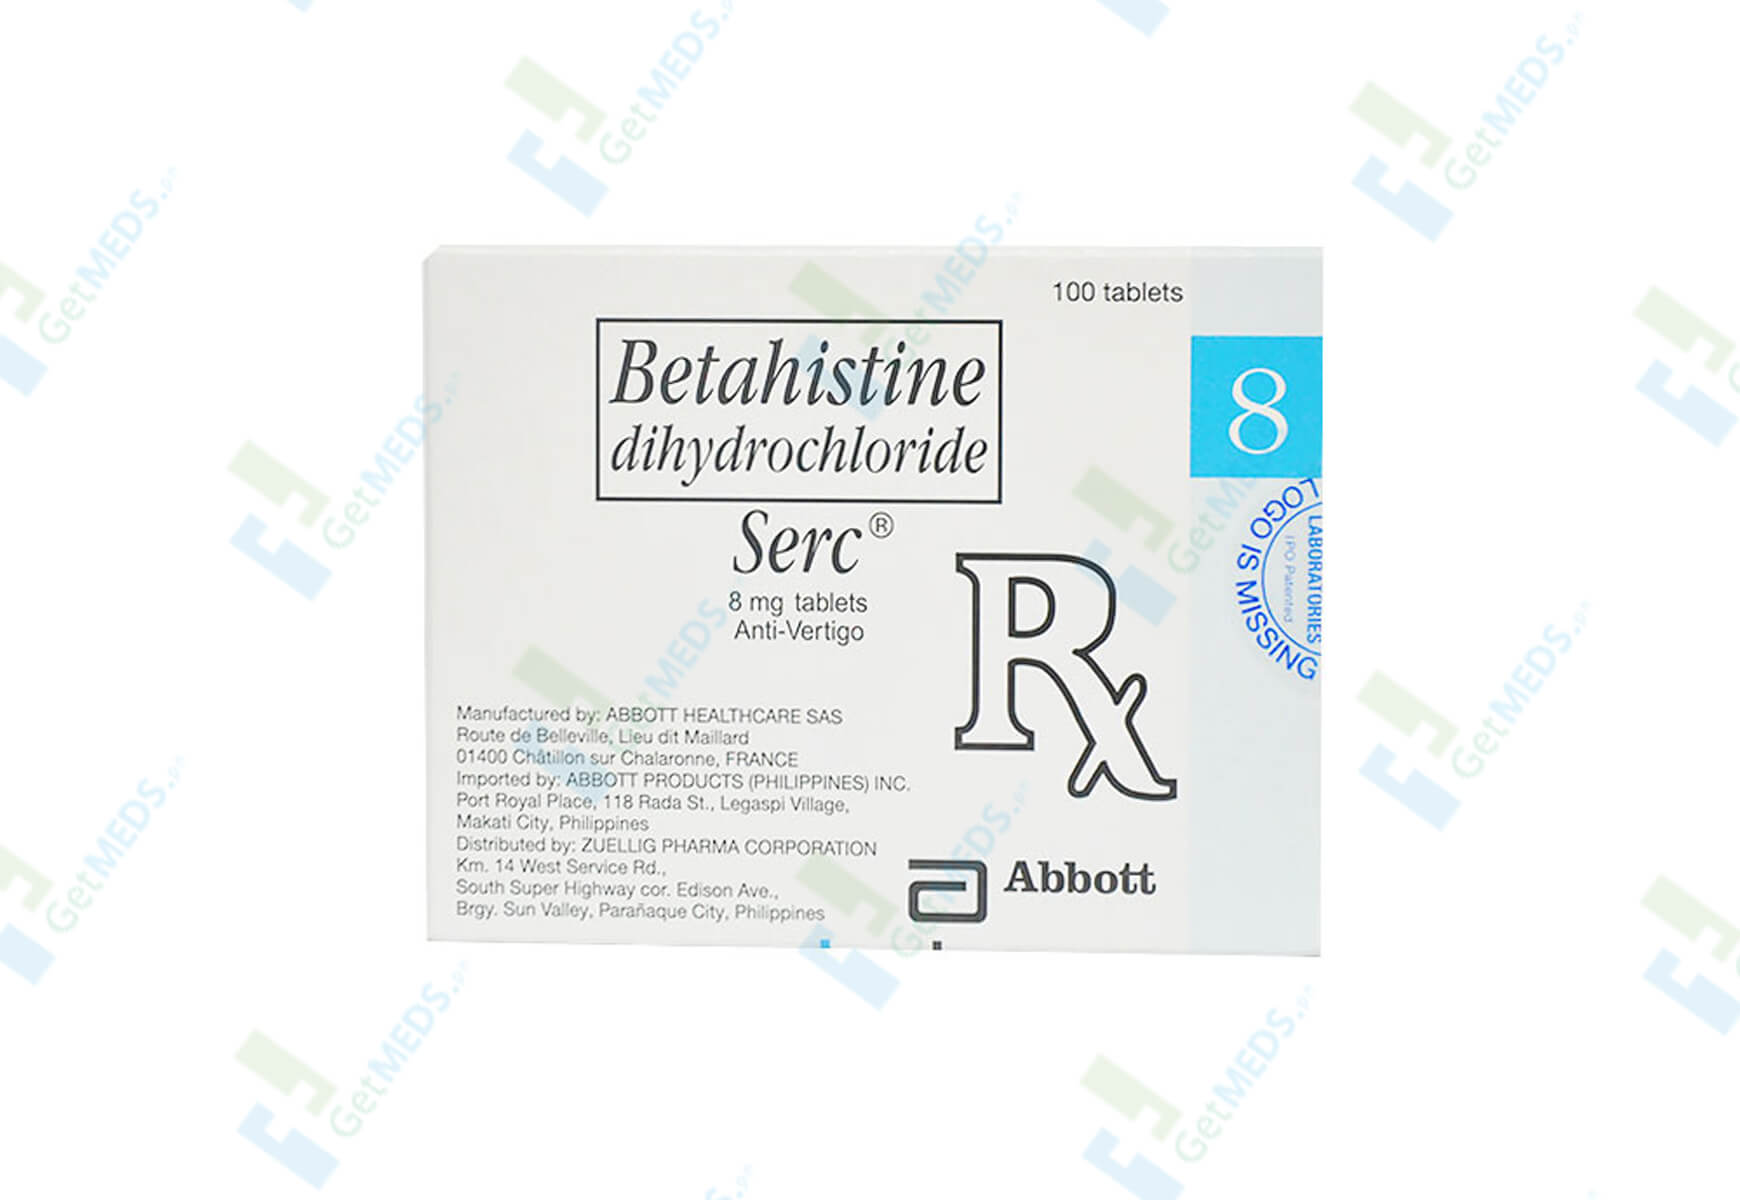 100 tablets
Betahistine
dihydrochloride
8
Serc®
8 mg tablets
Anti-Vertigo
Rx
LOGO IS MISSING
LABORATORIES
IPO Patented
Manufactured by: ABBOTT HEALTHCARE SAS
Route de Belleville, Lieu dit Maillard
01400 Châtillon sur Chalaronne, FRANCE
Imported by: ABBOTT PRODUCTS (PHILIPPINES) INC.
Port Royal Place, 118 Rada St., Legaspi Village,
Makati City, Philippines
Distributed by: ZUELLIG PHARMA CORPORATION
Km. 14 West Service Rd.,
South Super Highway cor. Edison Ave.,
Brgy. Sun Valley, Parañaque City, Philippines
Abbott
GetMEDS.ph